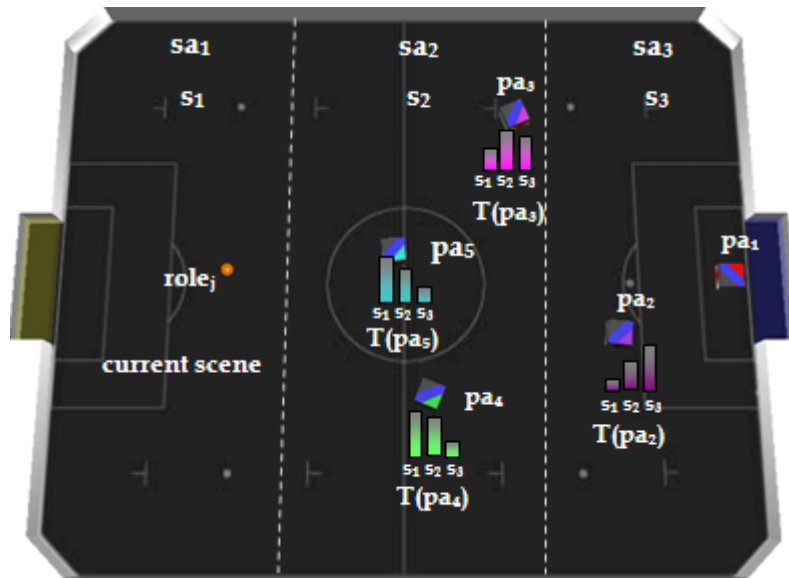 sa₁
sa₂
sa₃
s₁
s₂
s₃
pa₃
s₁ s₂ s₃
T(pa₃)
pa₁
pa₅
s₁ s₂ s₃
T(pa₅)
roleⱼ
pa₂
s₁ s₂ s₃
T(pa₂)
current scene
pa₄
s₁ s₂ s₃
T(pa₄)